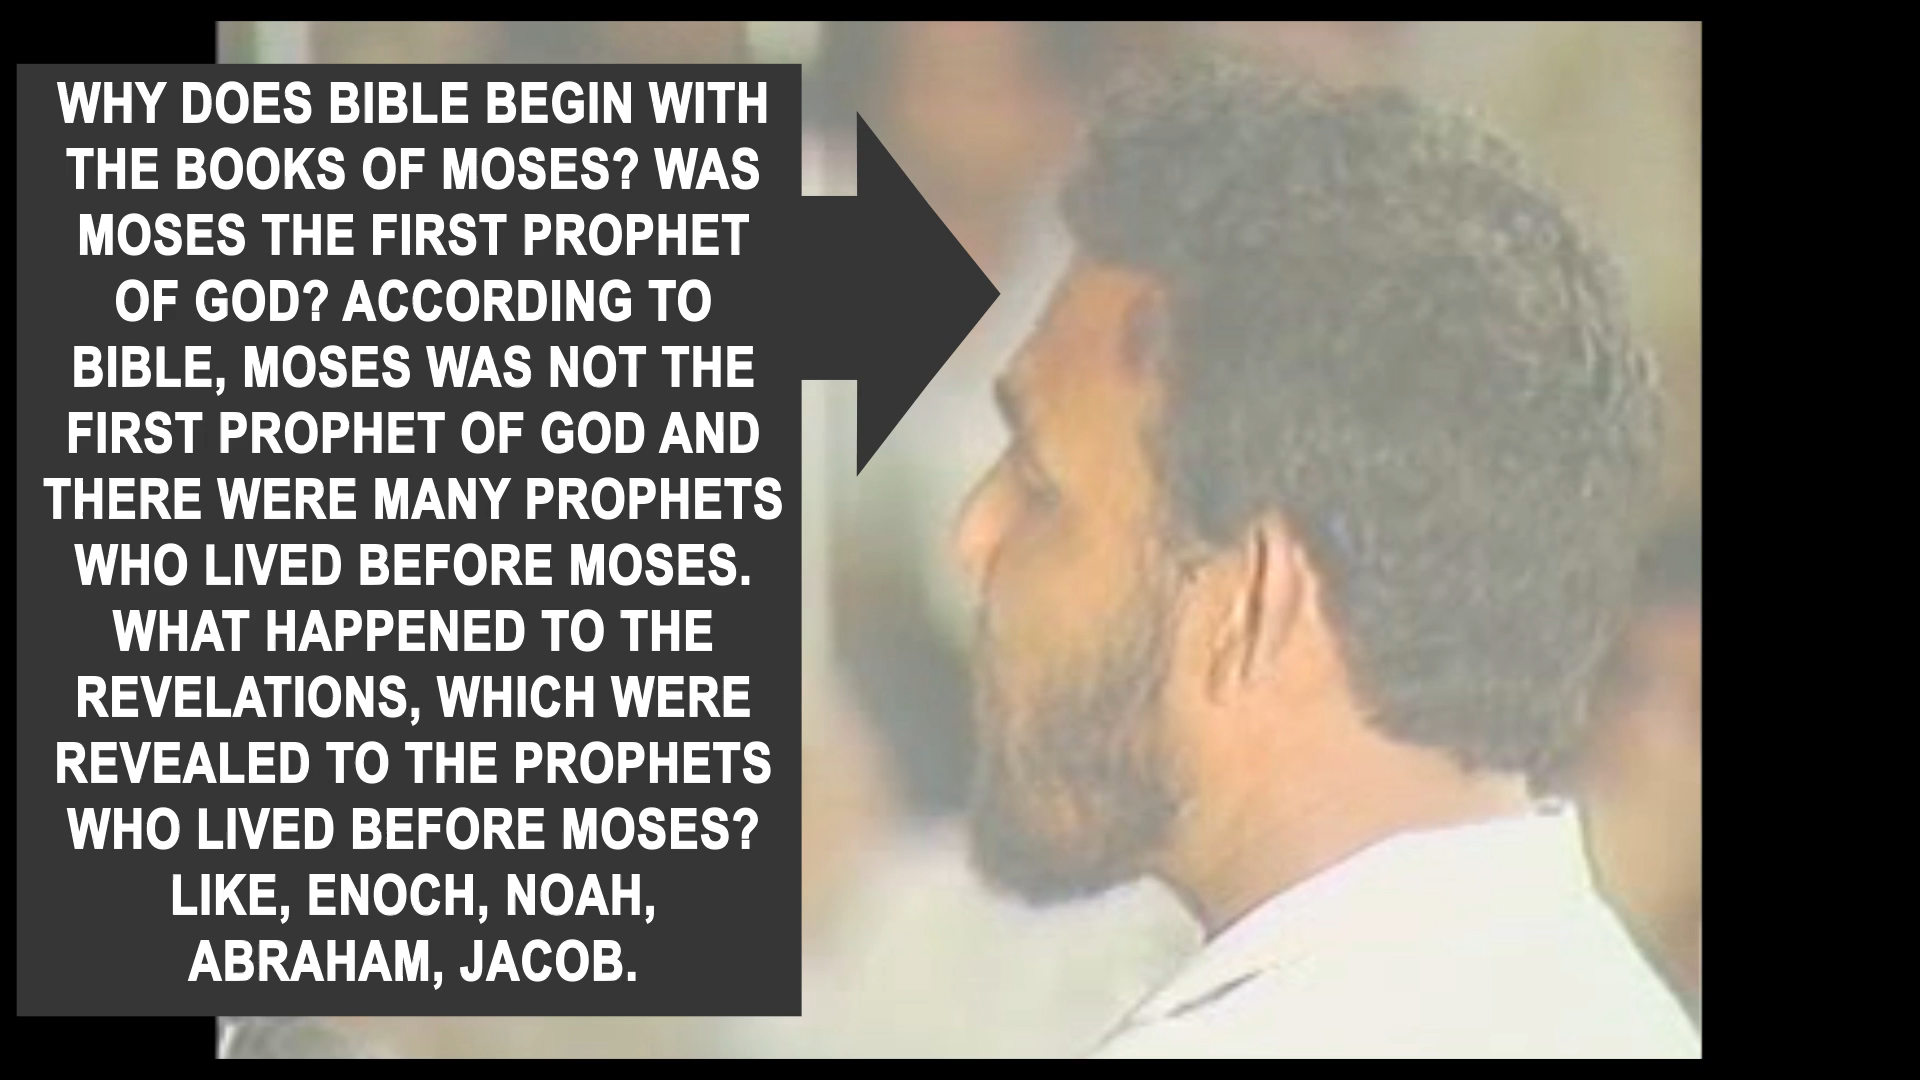 WHY DOES BIBLE BEGIN WITH
THE BOOKS OF MOSES? WAS
MOSES THE FIRST PROPHET
OF GOD? ACCORDING TO
BIBLE, MOSES WAS NOT THE
FIRST PROPHET OF GOD AND
THERE WERE MANY PROPHETS
WHO LIVED BEFORE MOSES.
WHAT HAPPENED TO THE
REVELATIONS, WHICH WERE
REVEALED TO THE PROPHETS
WHO LIVED BEFORE MOSES?
LIKE, ENOCH, NOAH,
ABRAHAM, JACOB.